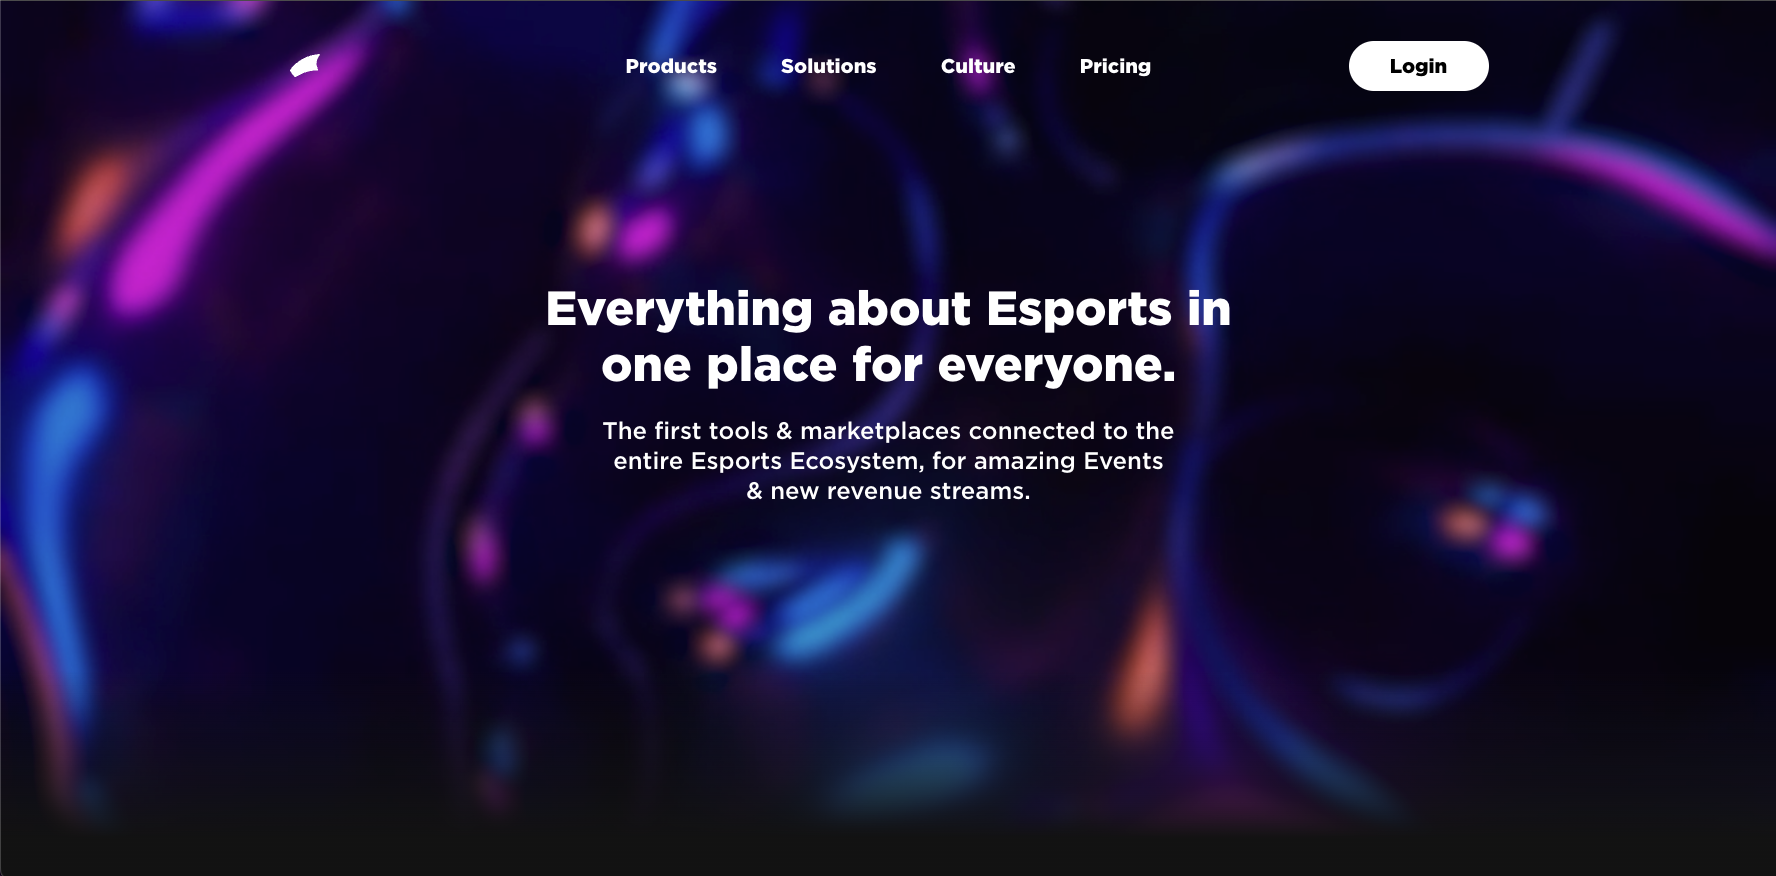 Products Solutions Culture Pricing Login
Everything about Esports in
one place for everyone.
The first tools & marketplaces connected to the
entire Esports Ecosystem, for amazing Events
& new revenue streams.